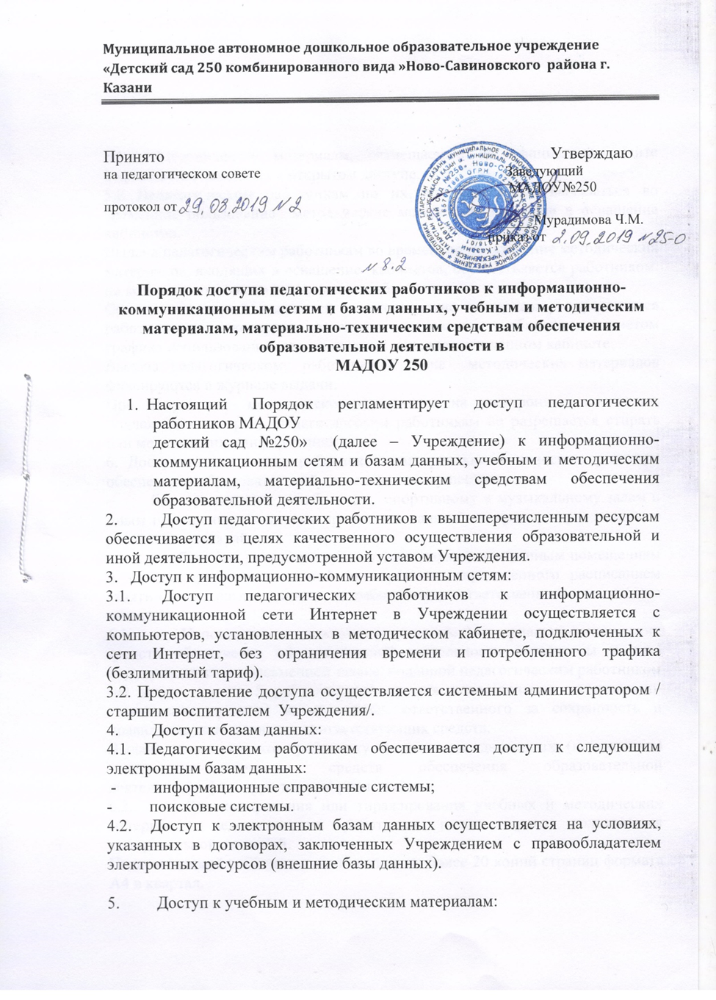 Муниципальное автономное дошкольное образовательное учреждение
«Детский сад 250 комбинированного вида »Ново-Савиновского района г.
Казани
Принято Утверждаю
на педагогическом совете Заведующий
МАДОУ№250
протокол от 29.08.2019 №2
Мурадимова Ч.М.
приказ от 2.09.2019 №25-О
№8.2
Порядок доступа педагогических работников к информационно-
коммуникационным сетям и базам данных, учебным и методическим
материалам, материально-техническим средствам обеспечения
образовательной деятельности в
МАДОУ 250
1. Настоящий Порядок регламентирует доступ педагогических
работников МАДОУ
детский сад №250» (далее – Учреждение) к информационно-
коммуникационным сетям и базам данных, учебным и методическим
материалам, материально-техническим средствам обеспечения
образовательной деятельности.
2. Доступ педагогических работников к вышеперечисленным ресурсам
обеспечивается в целях качественного осуществления образовательной и
иной деятельности, предусмотренной уставом Учреждения.
3. Доступ к информационно-коммуникационным сетям:
3.1. Доступ педагогических работников к информационно-
коммуникационной сети Интернет в Учреждении осуществляется с
компьютеров, установленных в методическом кабинете, подключенных к
сети Интернет, без ограничения времени и потребленного трафика
(безлимитный тариф).
3.2. Предоставление доступа осуществляется системным администратором /
старшим воспитателем Учреждения/.
4. Доступ к базам данных:
4.1. Педагогическим работникам обеспечивается доступ к следующим
электронным базам данных:
- информационные справочные системы;
- поисковые системы.
4.2. Доступ к электронным базам данных осуществляется на условиях,
указанных в договорах, заключенных Учреждением с правообладателем
электронных ресурсов (внешние базы данных).
5. Доступ к учебным и методическим материалам: